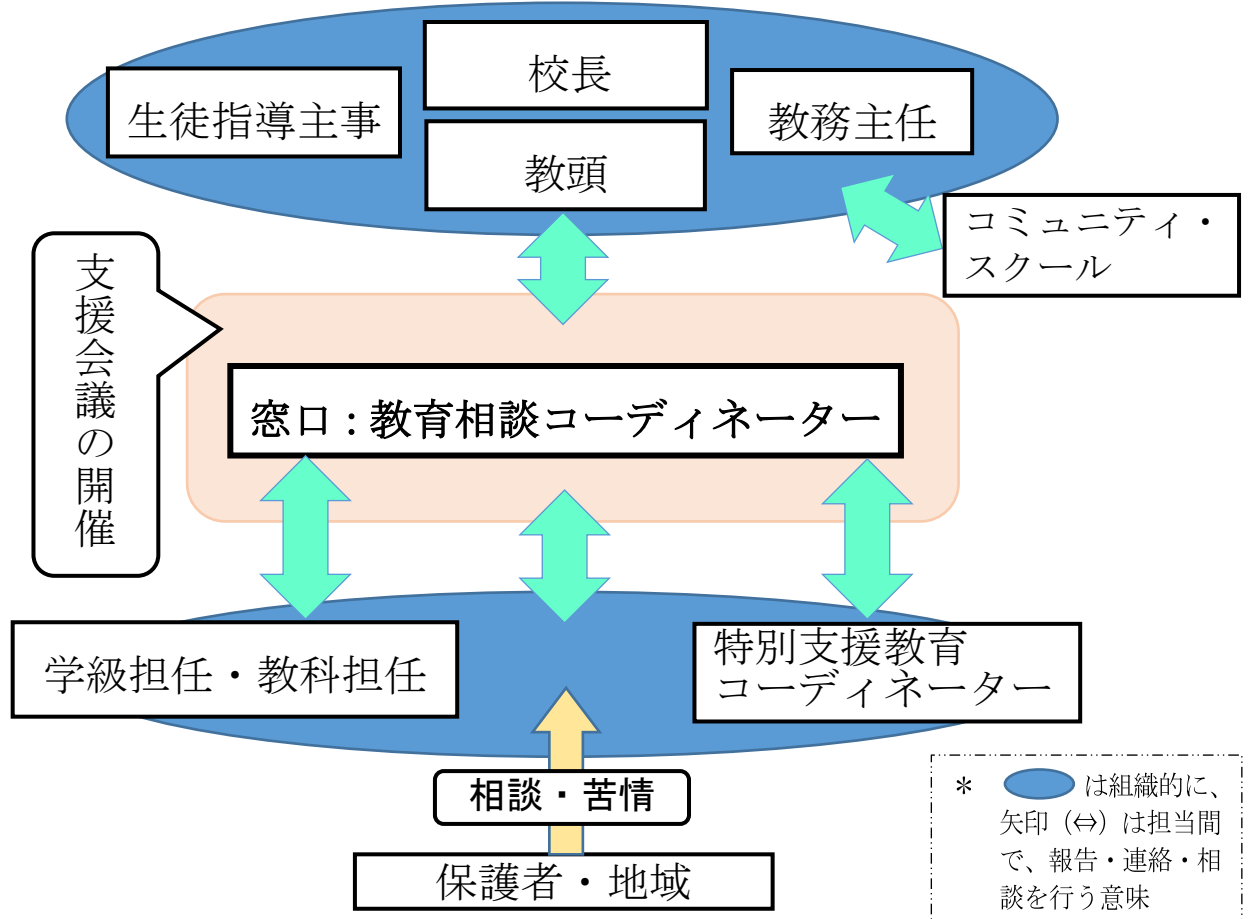 校長
生徒指導主事
教務主任
教頭
コミュニティ・
スクール
支援会議の開催
窓口：教育相談コーディネーター
学級担任・教科担任
特別支援教育
コーディネーター
相談・苦情
保護者・地域
＊ は組織的に、
矢印（⇔）は担当間
で、報告・連絡・相
談を行う意味